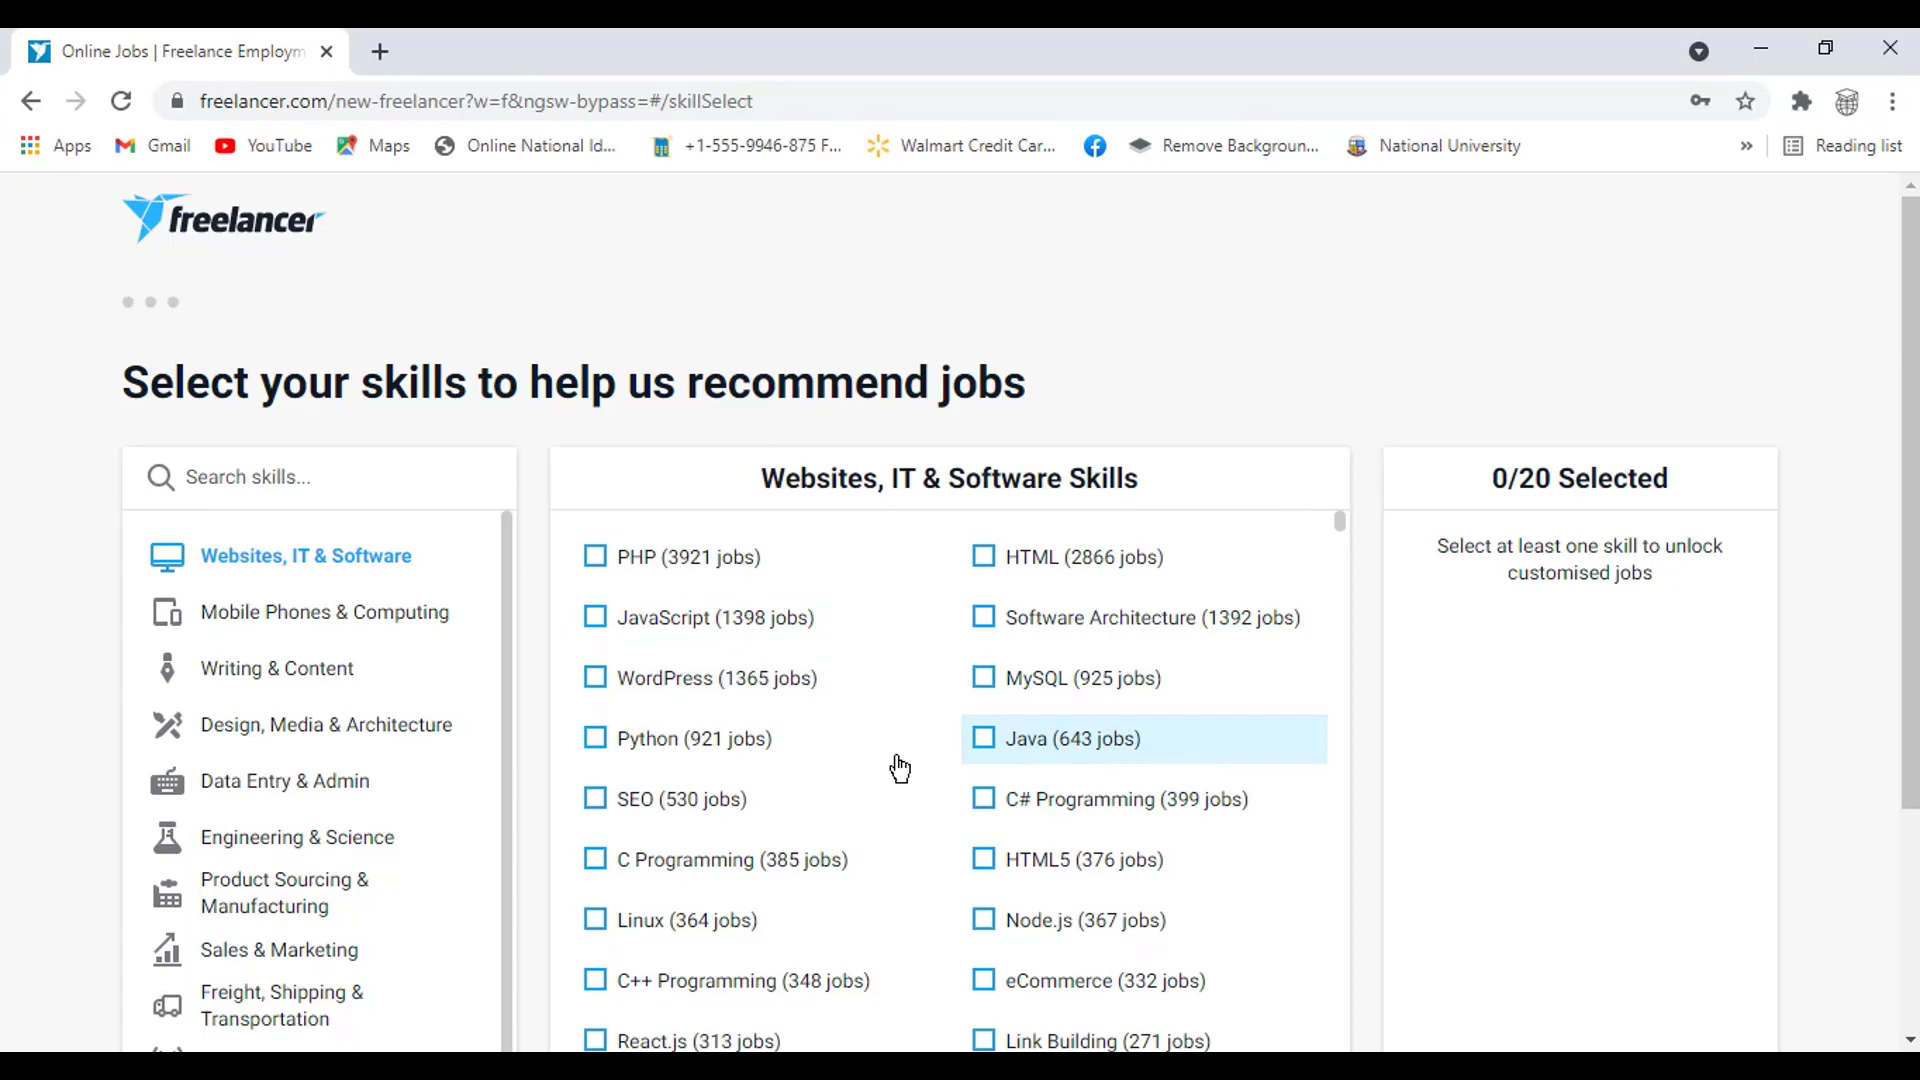 Online Jobs | Freelance Employm
freelancer.com/new-freelancer?w=f&ngsw-bypass=#/skillSelect
Apps Gmail YouTube Maps Online National Id... +1-555-9946-875 F... Walmart Credit Car... Remove Backgroun... National University » Reading list
freelancer
Select your skills to help us recommend jobs
Search skills...
Websites, IT & Software
Mobile Phones & Computing
Writing & Content
Design, Media & Architecture
Data Entry & Admin
Engineering & Science
Product Sourcing &
Manufacturing
Sales & Marketing
Freight, Shipping &
Transportation
Websites, IT & Software Skills
PHP (3921 jobs) HTML (2866 jobs)
JavaScript (1398 jobs) Software Architecture (1392 jobs)
WordPress (1365 jobs) MySQL (925 jobs)
Python (921 jobs) Java (643 jobs)
SEO (530 jobs) C# Programming (399 jobs)
C Programming (385 jobs) HTML5 (376 jobs)
Linux (364 jobs) Node.js (367 jobs)
C++ Programming (348 jobs) eCommerce (332 jobs)
React.js (313 jobs) Link Building (271 jobs)
0/20 Selected
Select at least one skill to unlock
customised jobs